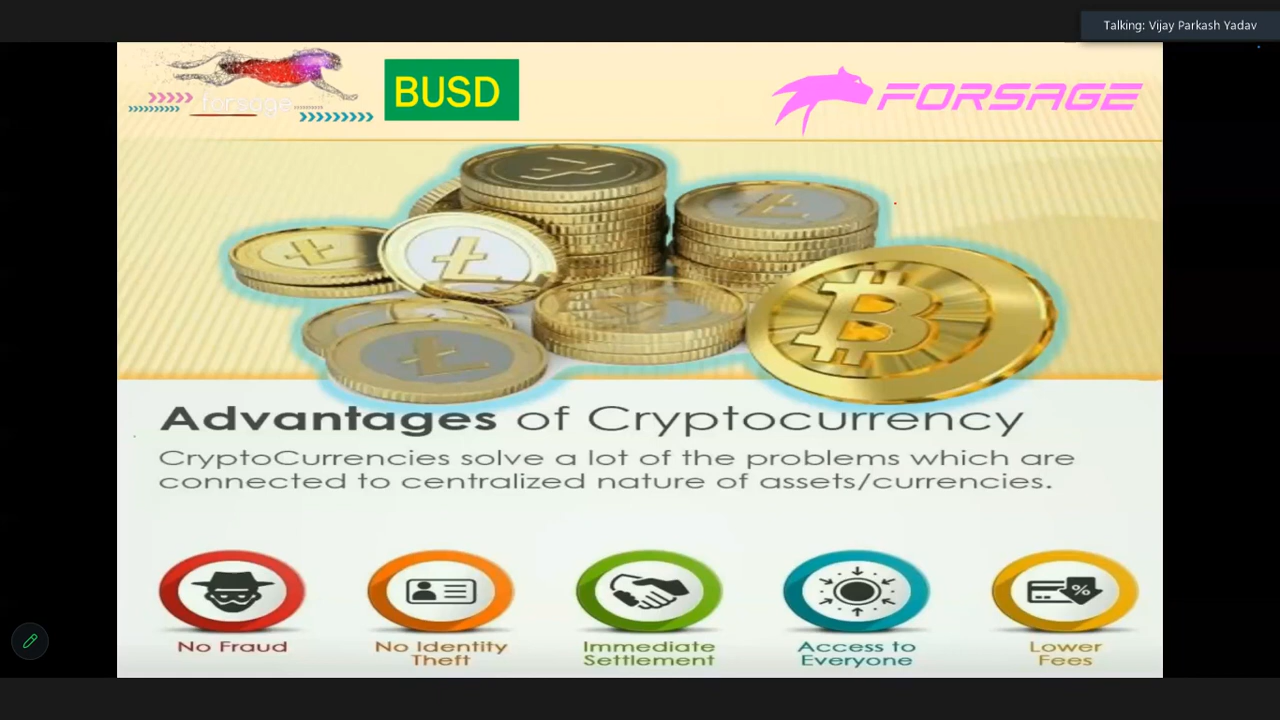 Talking: Vijay Parkash Yadav
forsage
BUSD
FORSAGE
Advantages of Cryptocurrency
CryptoCurrencies solve a lot of the problems which are
connected to centralized nature of assets/currencies.
No Fraud
No Identity
Theft
Immediate
Settlement
Access to
Everyone
Lower
Fees